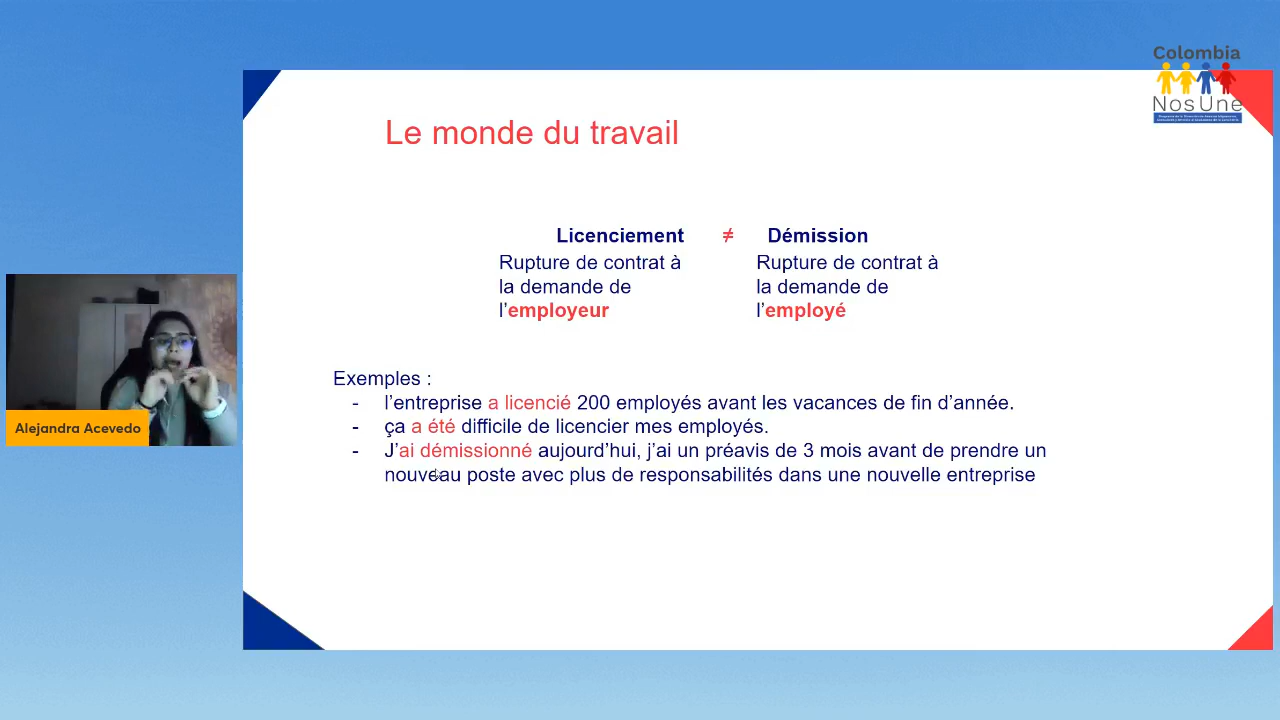 Colombia
Nos Une
Le monde du travail
Licenciement ≠ Démission
Rupture de contrat à
la demande de
l'employeur
Rupture de contrat à
la demande de
l'employé
Exemples :
- l'entreprise a licencié 200 employés avant les vacances de fin d'année.
- ça a été difficile de licencier mes employés.
- J'ai démissionné aujourd'hui, j'ai un préavis de 3 mois avant de prendre un
nouveau poste avec plus de responsabilités dans une nouvelle entreprise
Alejandra Acevedo